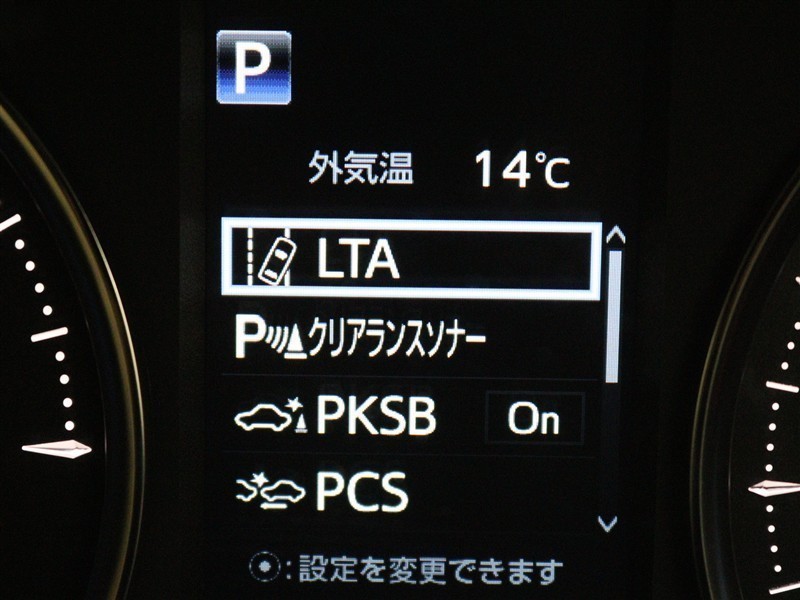 P
外気温 14℃
LTA
Pクリアランスソナー
PKSB On
PCS
:設定を変更できます